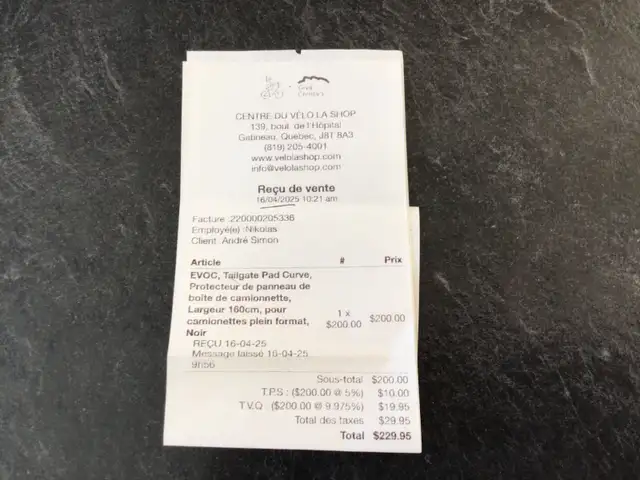 CENTRE DU VÉLO LA SHOP
139, boul. de l'Hôpital
Gatineau, Québec, J8T 8A3
(819) 205-4001
www.velolashop.com
info@velolashop.com
Reçu de vente
16/04/2025 10:21 am
Facture :220000205336
Employé(e) :Nikolas
Client :André Simon
Article # Prix
EVOC, Tailgate Pad Curve,
Protecteur de panneau de
boîte de camionnette,
Largeur 160cm, pour
camionettes plein format,
Noir
1 x
$200.00 $200.00
REÇU 16-04-25
Message laissé 16-04-25
9h56
Sous-total $200.00
T.P.S : ($200.00 @ 5%) $10.00
T.V.Q : ($200.00 @ 9.975%) $19.95
Total des taxes $29.95
Total $229.95